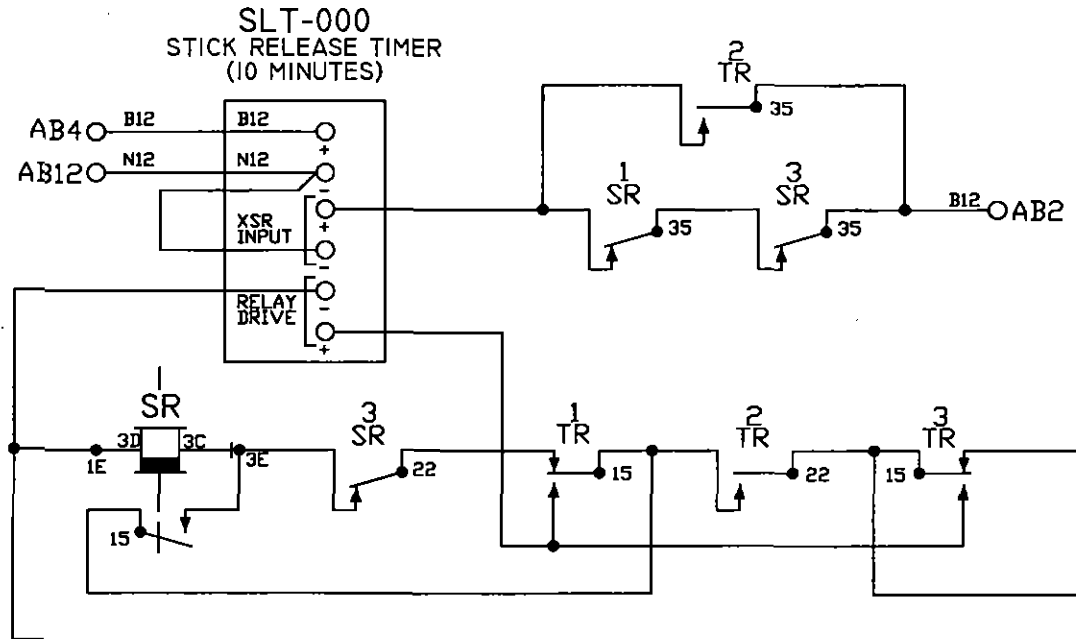 SLT-000
STICK RELEASE TIMER
(10 MINUTES)
2
TR
35
AB4 B12 B12
+
AB12 N12 N12
-
1
SR
35
3
SR
35
B12 AB2
XSR
INPUT
+
-
RELAY
DRIVE
-
+
SR
3D 3C
1E
3E
15
3
SR
22
1
TR
15
2
TR
22
3
TR
15